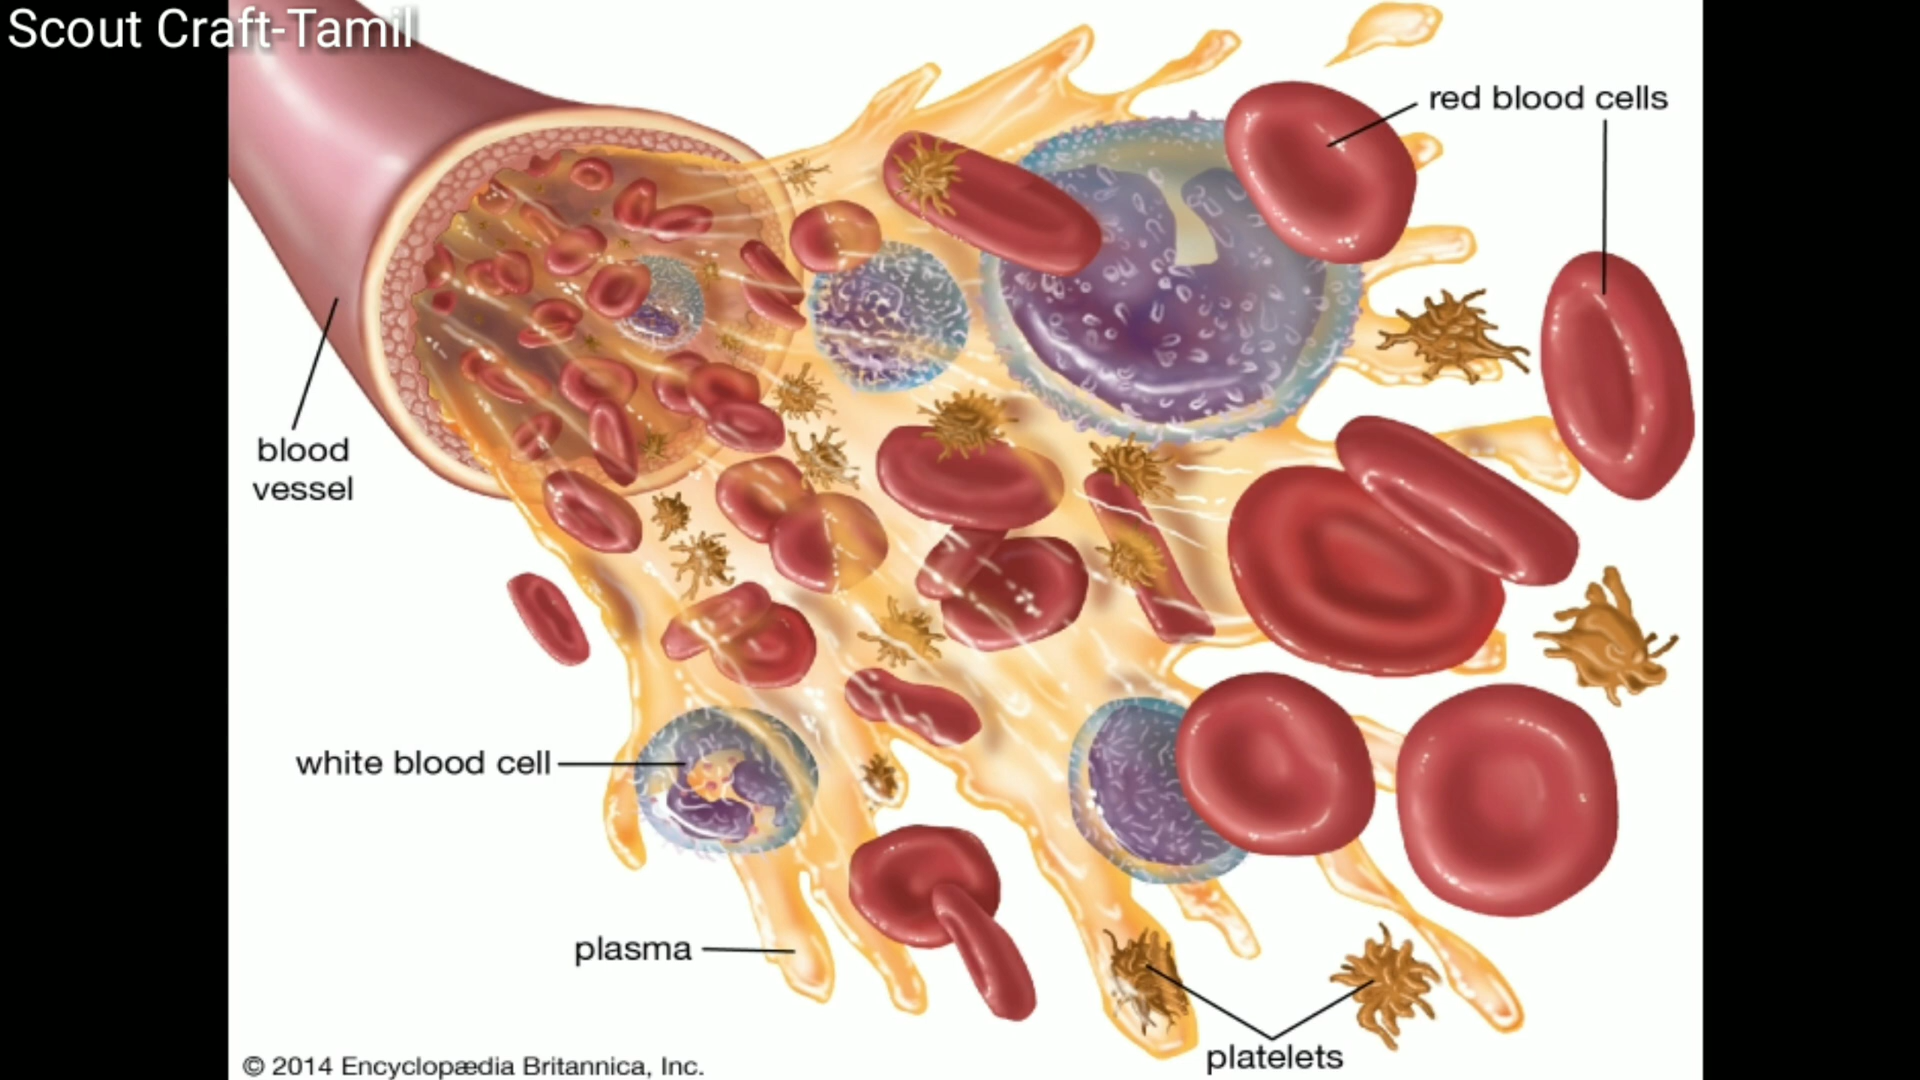 Scout Craft-Tamil
red blood cells
blood
vessel
white blood cell
plasma
platelets
© 2014 Encyclopædia Britannica, Inc.